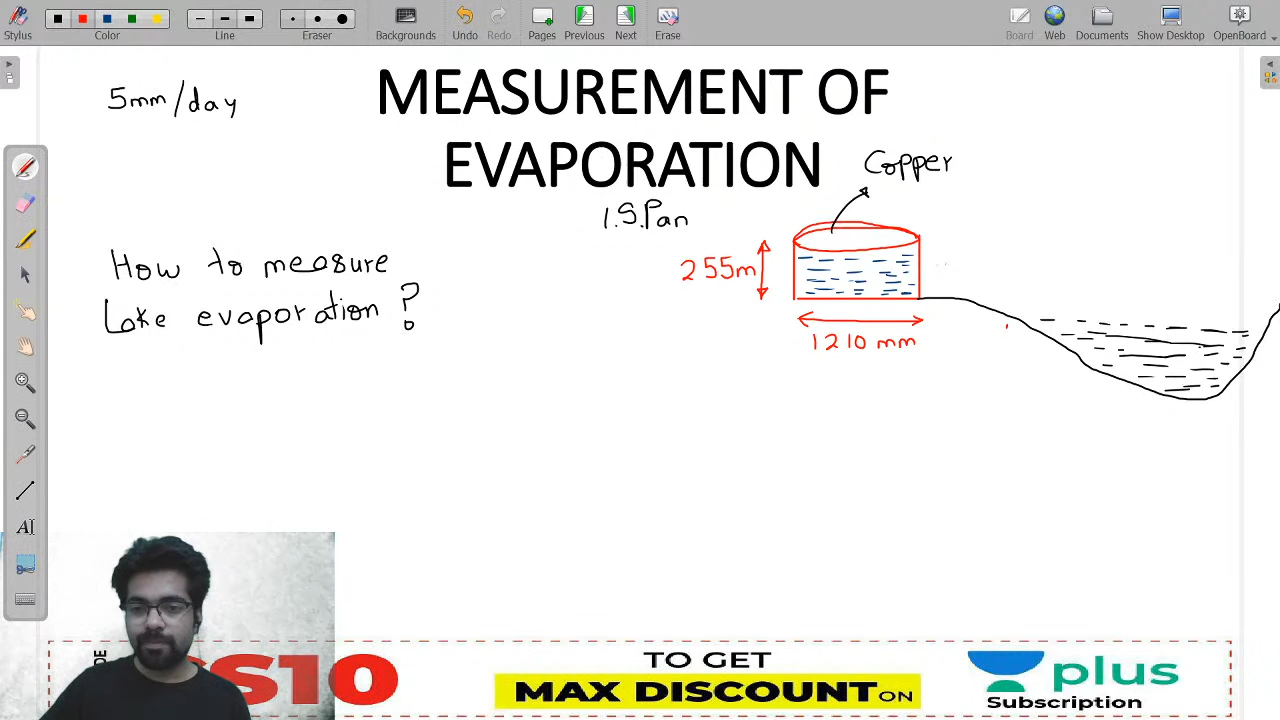 Stylus
Color
Line
Eraser
Backgrounds
Undo
Redo
Pages
Previous
Next
Erase
Board
Web
Documents
Show Desktop
OpenBoard
5mm/day
MEASUREMENT OF
EVAPORATION
Copper
I.S.Pan
How to measure
Lake evaporation ?
255m
1210 mm
TO GET
MAX DISCOUNT ON
plus
Subscription